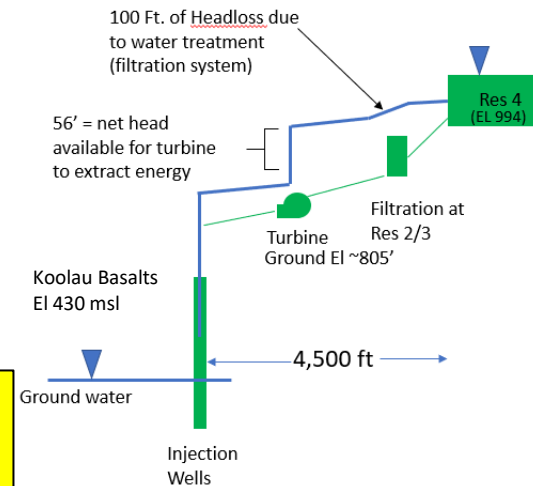 100 Ft. of Headloss due
to water treatment
(filtration system)
Res 4
(EL 994)
56’ = net head
available for turbine
to extract energy
Filtration at
Res 2/3
Turbine
Ground El ~805’
Koolau Basalts
El 430 msl
4,500 ft
Ground water
Injection
Wells